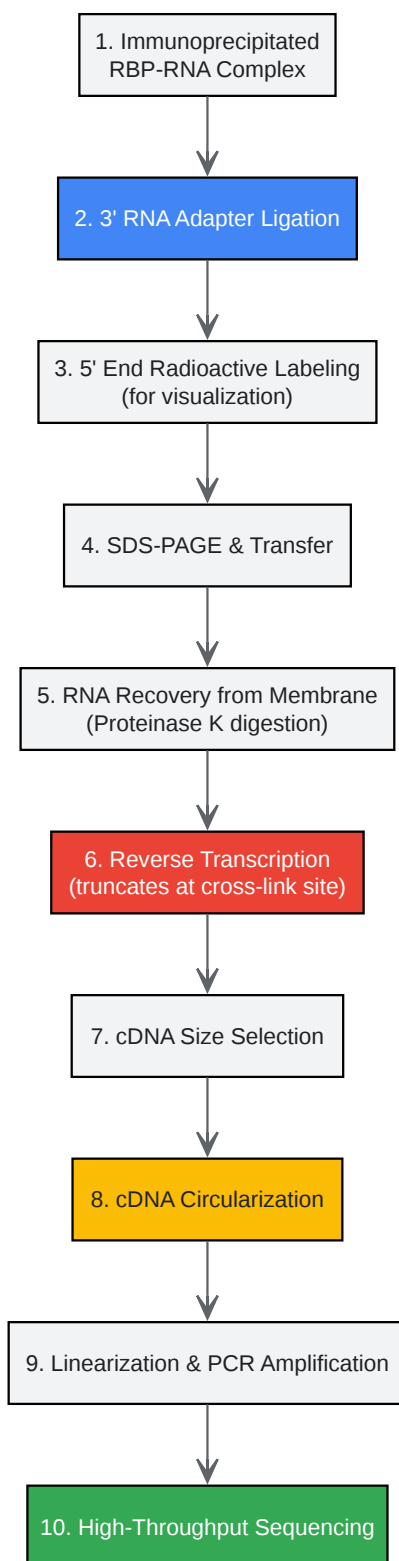 1. Immunoprecipitated
RBP-RNA Complex
2. 3' RNA Adapter Ligation
3. 5' End Radioactive Labeling
(for visualization)
4. SDS-PAGE & Transfer
5. RNA Recovery from Membrane
(Proteinase K digestion)
6. Reverse Transcription
(truncates at cross-link site)
7. cDNA Size Selection
8. cDNA Circularization
9. Linearization & PCR Amplification
10. High-Throughput Sequencing